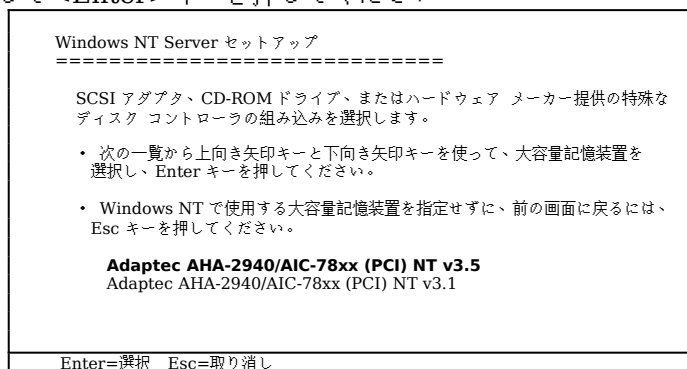 Windows NT Server セットアップ
=============================
SCSI アダプタ、CD-ROM ドライブ、またはハードウェア メーカー提供の特殊な
ディスク コントローラの組み込みを選択します。
・ 次の一覧から上向き矢印キーと下向き矢印キーを使って、大容量記憶装置を
選択し、Enter キーを押してください。
・ Windows NT で使用する大容量記憶装置を指定せずに、前の画面に戻るには、
Esc キーを押してください。
Adaptec AHA-2940/AIC-78xx (PCI) NT v3.5
Adaptec AHA-2940/AIC-78xx (PCI) NT v3.1
Enter=選択 Esc=取り消し